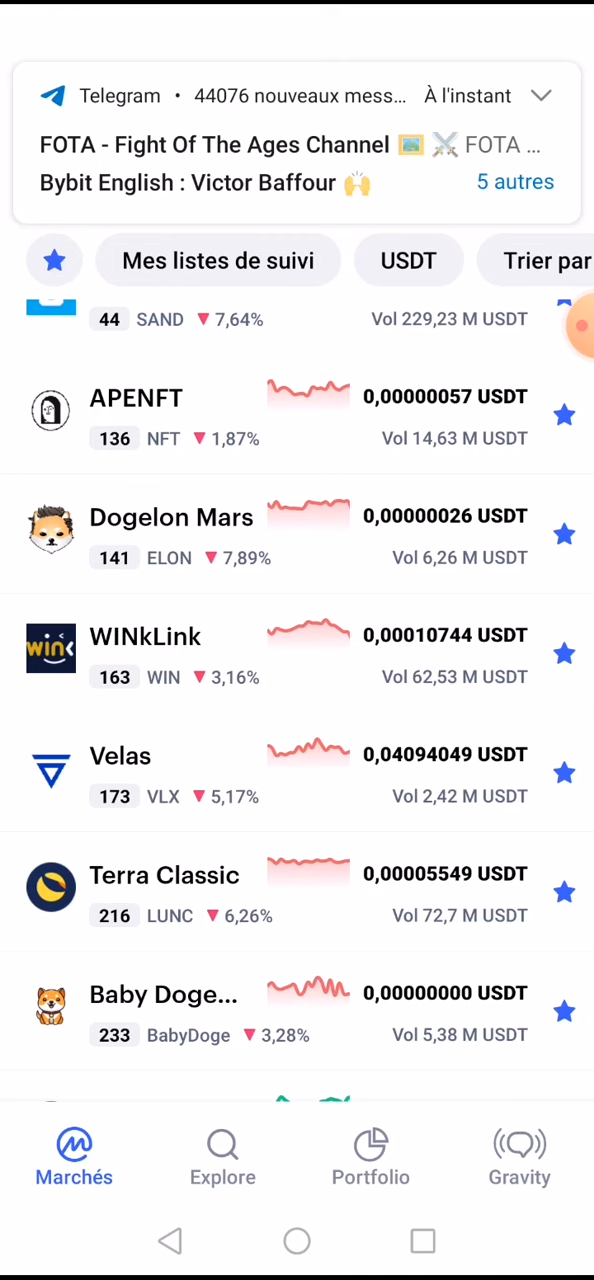 Telegram • 44076 nouveaux mess... À l'instant
FOTA - Fight Of The Ages Channel 🖼️ ⚔️ FOTA ...
Bybit English : Victor Baffour 🙌 5 autres
Mes listes de suivi USDT Trier par
44 SAND ▼ 7,64% Vol 229,23 M USDT
APENFT 0,00000057 USDT
136 NFT ▼ 1,87% Vol 14,63 M USDT
Dogelon Mars 0,00000026 USDT
141 ELON ▼ 7,89% Vol 6,26 M USDT
WINkLink 0,00010744 USDT
win
163 WIN ▼ 3,16% Vol 62,53 M USDT
Velas 0,04094049 USDT
173 VLX ▼ 5,17% Vol 2,42 M USDT
Terra Classic 0,00005549 USDT
216 LUNC ▼ 6,26% Vol 72,7 M USDT
Baby Doge... 0,00000000 USDT
233 BabyDoge ▼ 3,28% Vol 5,38 M USDT
Marchés Explore Portfolio Gravity